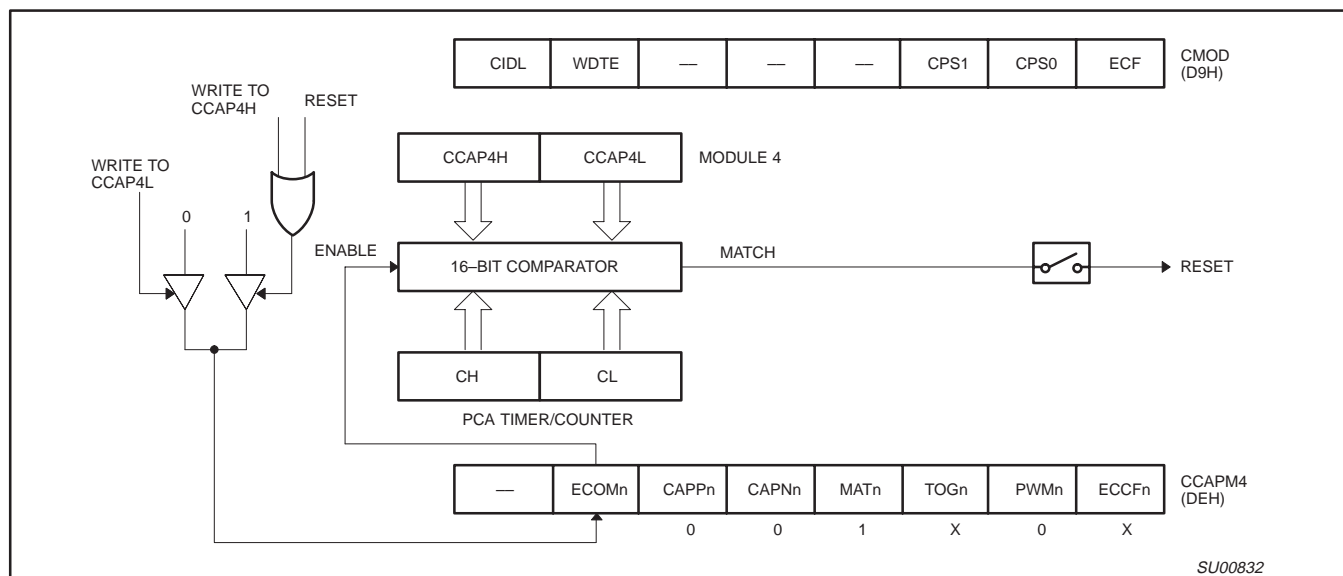 CIDL WDTE — — — CPS1 CPS0 ECF
CMOD
(D9H)
WRITE TO
CCAP4H
RESET
WRITE TO
CCAP4L
CCAP4H CCAP4L
MODULE 4
0 1
ENABLE
16–BIT COMPARATOR
MATCH
RESET
CH CL
PCA TIMER/COUNTER
— ECOMn CAPPn CAPNn MATn TOGn PWMn ECCFn
CCAPM4
(DEH)
0 0 1 X 0 X
SU00832